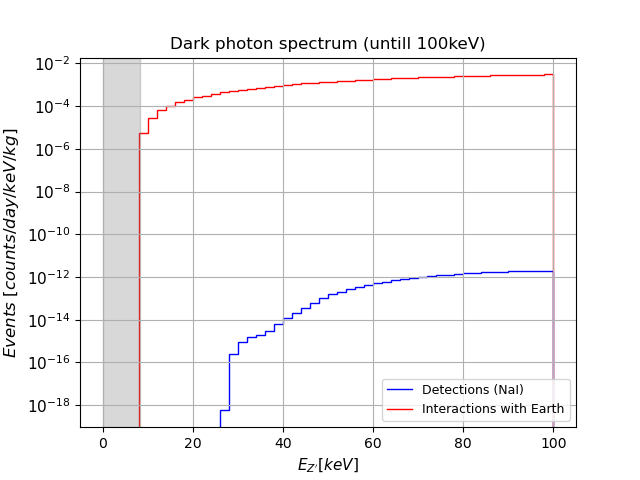 Dark photon spectrum (untill 100keV)
Events [counts/day/keV/kg]
10⁻²
10⁻⁴
10⁻⁶
10⁻⁸
10⁻¹⁰
10⁻¹²
10⁻¹⁴
10⁻¹⁶
10⁻¹⁸
Detections (NaI)
Interactions with Earth
0 20 40 60 80 100
E_Z′[keV]